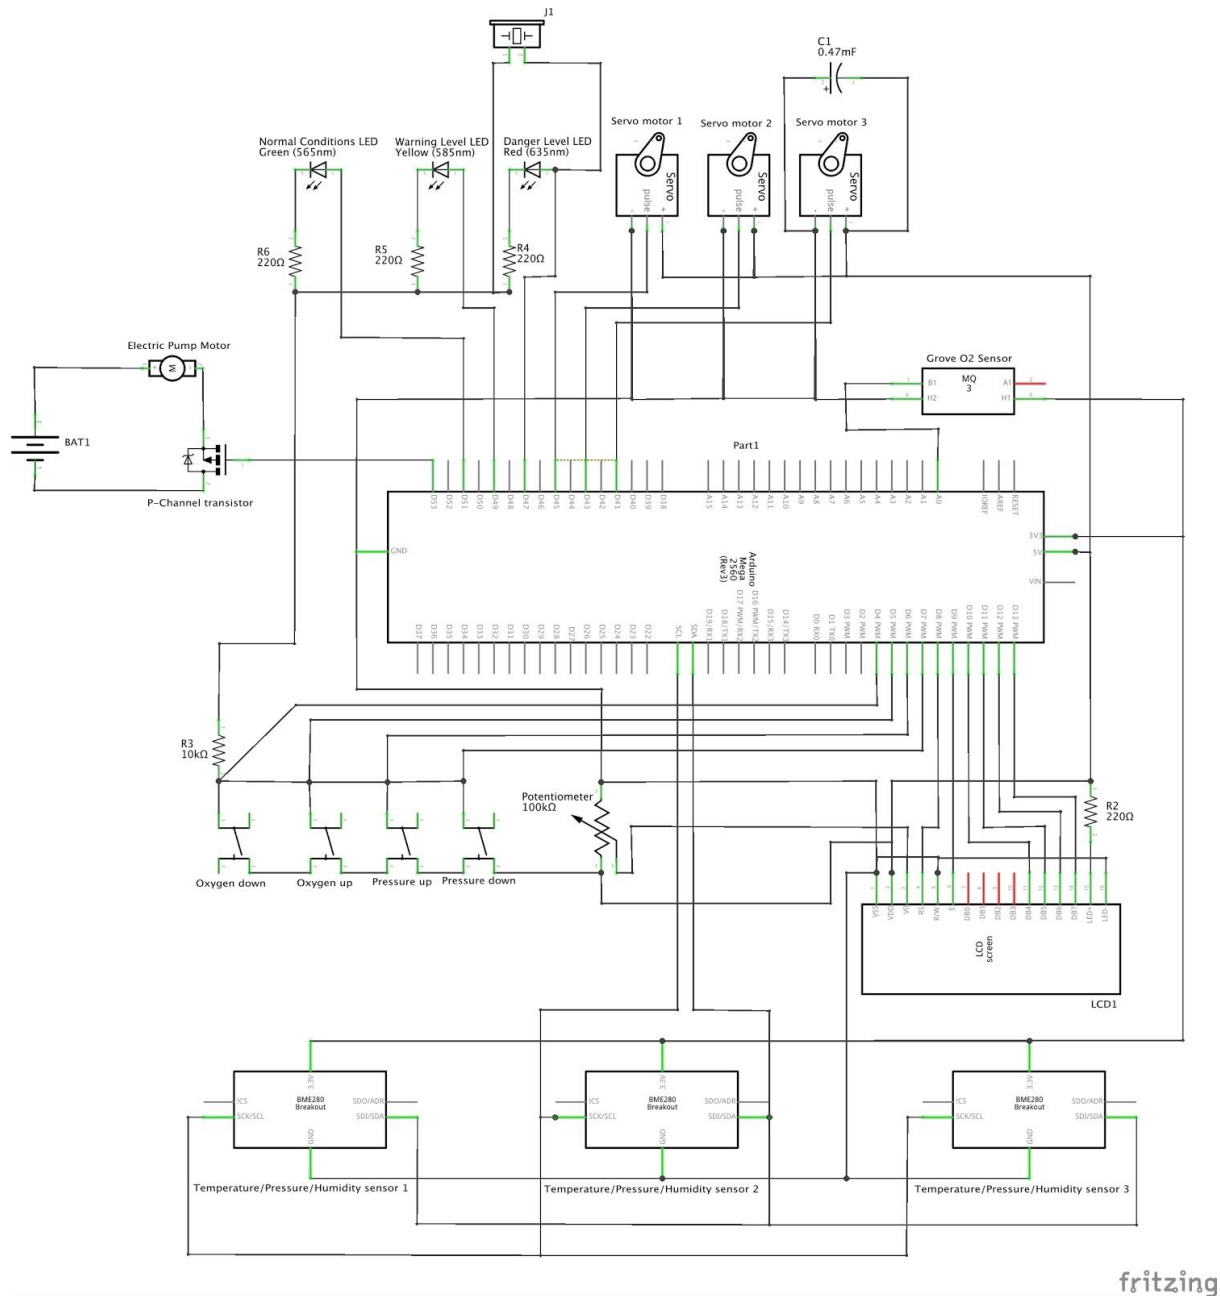 J1
C1
0.47mF
Normal Conditions LED
Green (565nm)
Warning Level LED
Yellow (585nm)
Danger Level LED
Red (635nm)
Servo motor 1
Servo motor 2
Servo motor 3
Servo
pulse
- +
Servo
pulse
- +
Servo
pulse
- +
R6
220Ω
R5
220Ω
R4
220Ω
Electric Pump Motor
M
BAT1
P-Channel transistor
Grove O2 Sensor
MQ
3
B1
H2
A1
H1
Part1
D53
D52
D51
D50
D49
D48
D47
D46
D45
D44
D43
D42
D41
D40
D39
D38
A15
A14
A13
A12
A11
A10
A9
A8
A7
A6
A5
A4
A3
A2
A1
A0
IOREF
AREF
RESET
GND
Arduino
Mega
2560
(Rev3)
3V3
5V
VIN
D37
D36
D35
D34
D33
D32
D31
D30
D29
D28
D27
D26
D25
D24
D23
D22
SCL
SDA
D19/RX1
D18/TX1
D17 PWM/RX2
D16 PWM/TX2
D15/RX3
D14/TX3
D0 RX0
D1 TX0
D3 PWM
D2 PWM
D4 PWM
D5 PWM
D6 PWM
D7 PWM
D8 PWM
D9 PWM
D10 PWM
D11 PWM
D12 PWM
D13 PWM
R3
10kΩ
Potentiometer
100kΩ
R2
220Ω
Oxygen down
Oxygen up
Pressure up
Pressure down
VSS
VDD
V0
RS
R/W
E
DB0
DB1
DB2
DB3
DB4
DB5
DB6
DB7
LED+
LED-
LCD
screen
LCD1
3.3V
!CS
SCK/SCL
BME280
Breakout
SDO/ADR
SDI/SDA
GND
Temperature/Pressure/Humidity sensor 1
3.3V
!CS
SCK/SCL
BME280
Breakout
SDO/ADR
SDI/SDA
GND
Temperature/Pressure/Humidity sensor 2
3.3V
!CS
SCK/SCL
BME280
Breakout
SDO/ADR
SDI/SDA
GND
Temperature/Pressure/Humidity sensor 3
fritzing